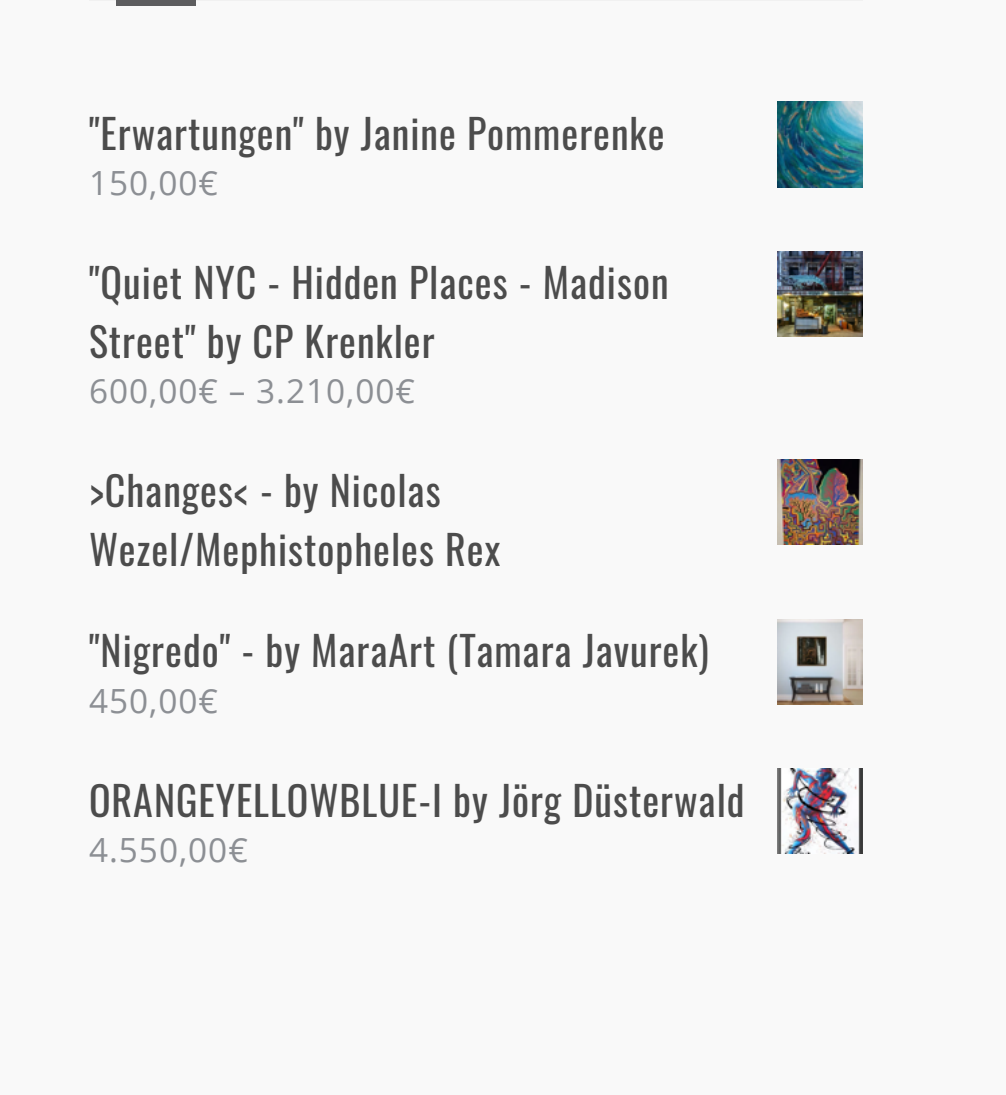 "Erwartungen" by Janine Pommerenke
150,00€
"Quiet NYC - Hidden Places - Madison
Street" by CP Krenkler
600,00€ – 3.210,00€
>Changes< - by Nicolas
Wezel/Mephistopheles Rex
"Nigredo" - by MaraArt (Tamara Javurek)
450,00€
ORANGEYELLOWBLUE-I by Jörg Düsterwald
4.550,00€